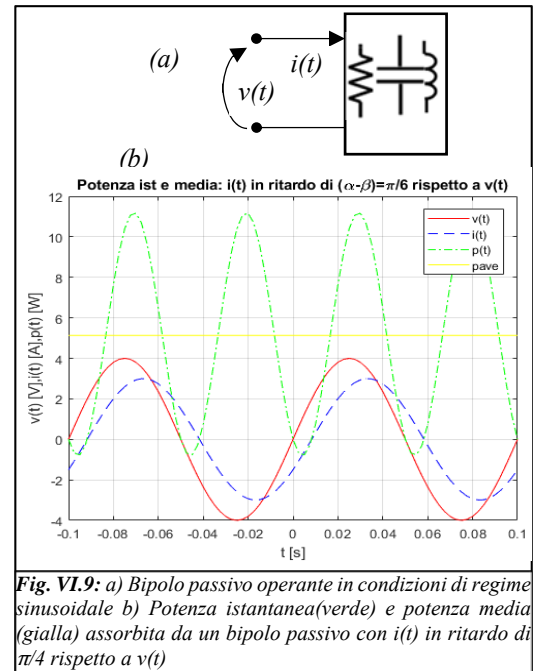 (a)
i(t)
v(t)
(b)
Potenza ist e media: i(t) in ritardo di (α-β)=π/6 rispetto a v(t)
v(t)
i(t)
p(t)
pave
v(t) [V],i(t) [A],p(t) [W]
12
10
8
6
4
2
0
-2
-4
-0.1 -0.08 -0.06 -0.04 -0.02 0 0.02 0.04 0.06 0.08 0.1
t [s]
Fig. VI.9: a) Bipolo passivo operante in condizioni di regime
sinusoidale b) Potenza istantanea(verde) e potenza media
(gialla) assorbita da un bipolo passivo con i(t) in ritardo di
π/4 rispetto a v(t)